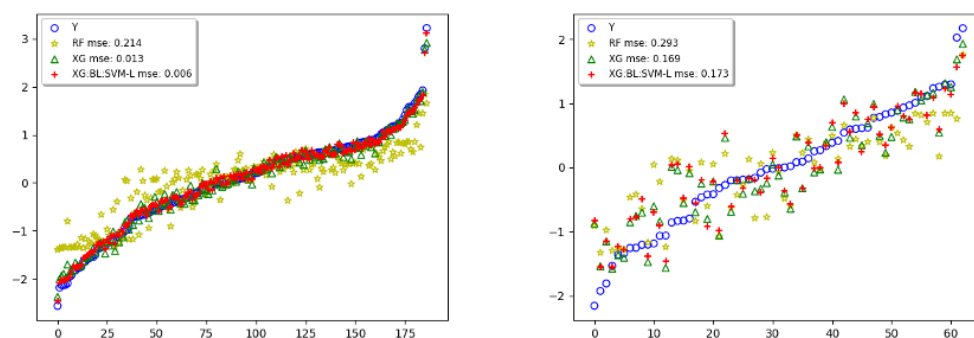 Y
RF mse: 0.214
XG mse: 0.013
XG:BL:SVM-L mse: 0.006
3
2
1
0
−1
−2
0 25 50 75 100 125 150 175
Y
RF mse: 0.293
XG mse: 0.169
XG:BL:SVM-L mse: 0.173
2
1
0
−1
−2
0 10 20 30 40 50 60